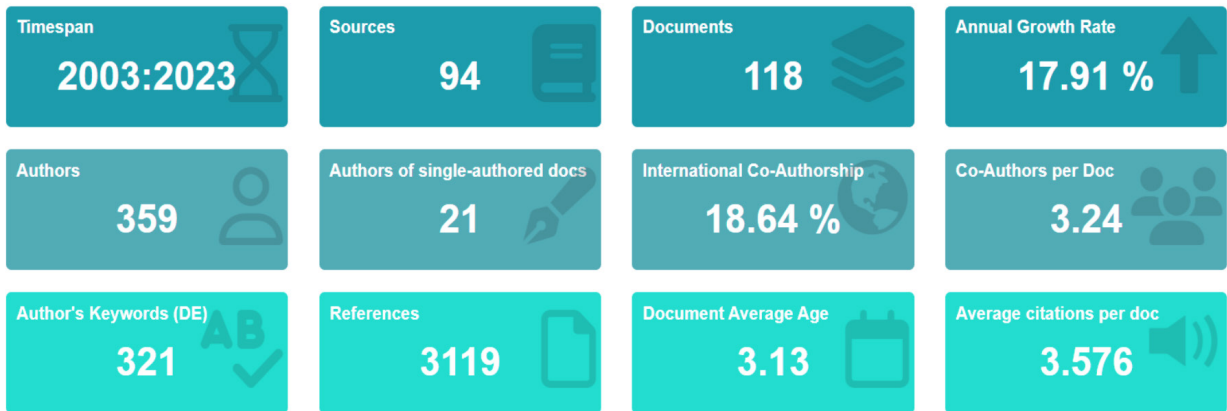 Timespan
2003:2023
Sources
94
Documents
118
Annual Growth Rate
17.91 %
Authors
359
Authors of single-authored docs
21
International Co-Authorship
18.64 %
Co-Authors per Doc
3.24
Author's Keywords (DE)
AB
321
References
3119
Document Average Age
3.13
Average citations per doc
3.576